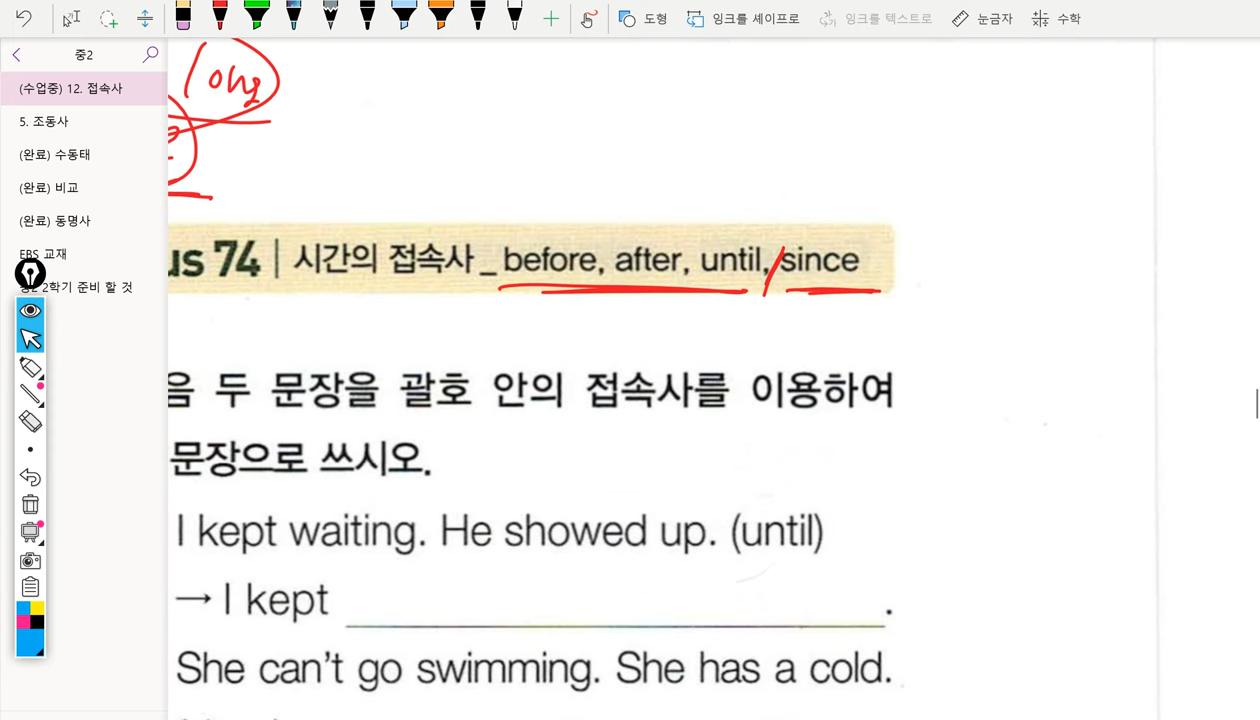 도형 잉크를 셰이프로 잉크를 텍스트로 눈금자 수학
중2
(수업중) 12. 접속사
5. 조동사
(완료) 수동태
(완료) 비교
(완료) 동명사
EBS 교재
2학기 준비 할 것
long
us 74 | 시간의 접속사 _ before, after, until, / since
음 두 문장을 괄호 안의 접속사를 이용하여
문장으로 쓰시오.
I kept waiting. He showed up. (until)
→ I kept ______________.
She can't go swimming. She has a cold.